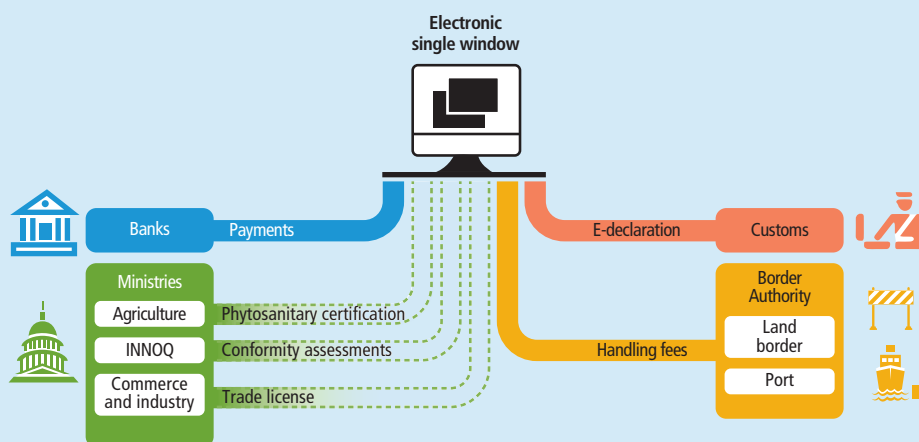 Electronic
single window
Banks
Payments
E-declaration
Customs
Ministries
Agriculture
Phytosanitary certification
INNOQ
Conformity assessments
Commerce
and industry
Trade license
Border
Authority
Handling fees
Land
border
Port